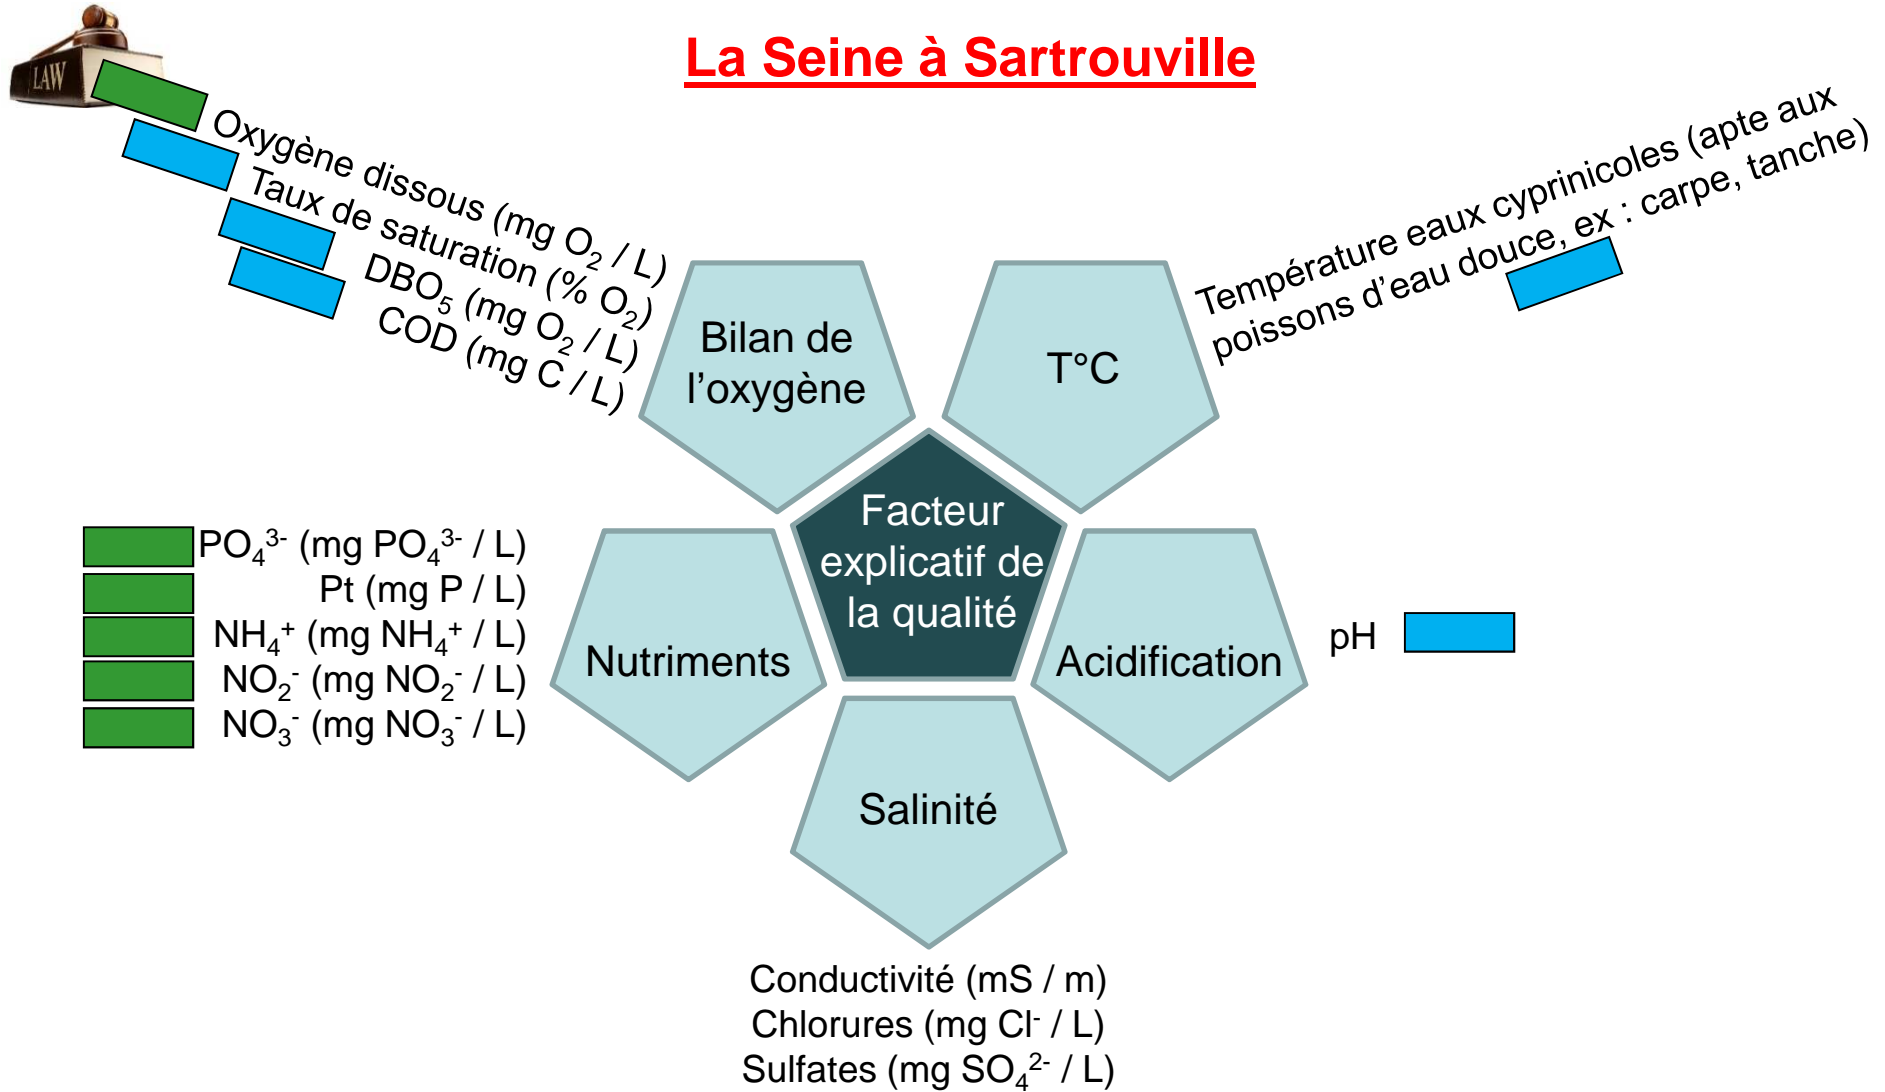 La Seine à Sartrouville
LAW
Oxygène dissous (mg O₂ / L)
Taux de saturation (% O₂)
DBO₅ (mg O₂ / L)
COD (mg C / L)
Température eaux cyprinicoles (apte aux
poissons d’eau douce, ex : carpe, tanche)
Bilan de
l’oxygène
T°C
Facteur
explicatif de
la qualité
PO₄³⁻ (mg PO₄³⁻ / L)
Pt (mg P / L)
NH₄⁺ (mg NH₄⁺ / L)
NO₂⁻ (mg NO₂⁻ / L)
NO₃⁻ (mg NO₃⁻ / L)
Nutriments
Acidification
pH
Salinité
Conductivité (mS / m)
Chlorures (mg Cl⁻ / L)
Sulfates (mg SO₄²⁻ / L)